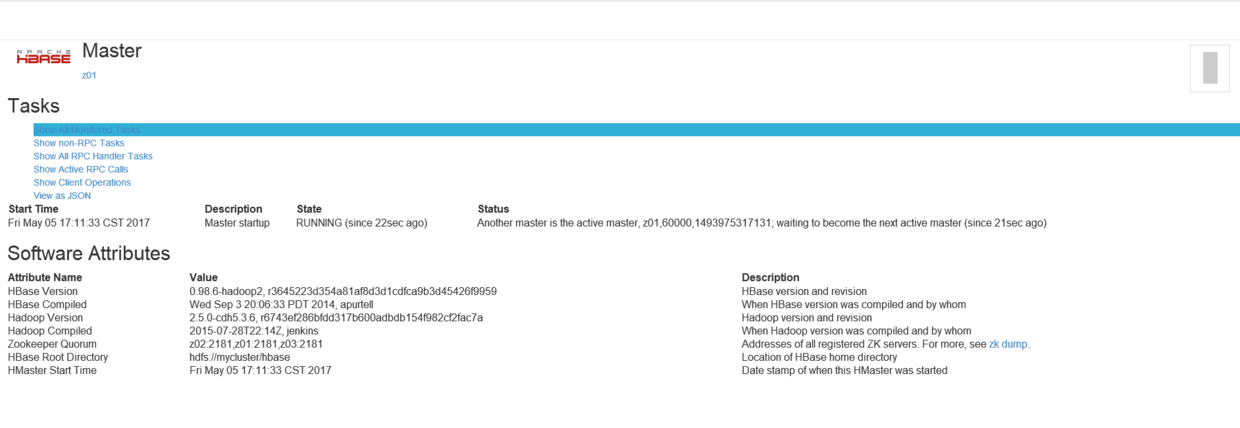 APACHE
HBASE
Master
z01
Tasks
Show All Monitored Tasks
Show non-RPC Tasks
Show All RPC Handler Tasks
Show Active RPC Calls
Show Client Operations
View as JSON
Start Time Description State Status
Fri May 05 17:11:33 CST 2017 Master startup RUNNING (since 22sec ago) Another master is the active master, z01,60000,1493975317131; waiting to become the next active master (since 21sec ago)
Software Attributes
Attribute Name Value Description
HBase Version 0.98.6-hadoop2, r3645223d354a81af8d3d1cdfca9b3d45426f9959 HBase version and revision
HBase Compiled Wed Sep 3 20:06:33 PDT 2014, apurtell When HBase version was compiled and by whom
Hadoop Version 2.5.0-cdh5.3.6, r6743ef286bfdd317b600adbdb154f982cf2fac7a Hadoop version and revision
Hadoop Compiled 2015-07-28T22:14Z, jenkins When Hadoop version was compiled and by whom
Zookeeper Quorum z02:2181,z01:2181,z03:2181 Addresses of all registered ZK servers. For more, see zk dump.
HBase Root Directory hdfs://mycluster/hbase Location of HBase home directory
HMaster Start Time Fri May 05 17:11:33 CST 2017 Date stamp of when this HMaster was started